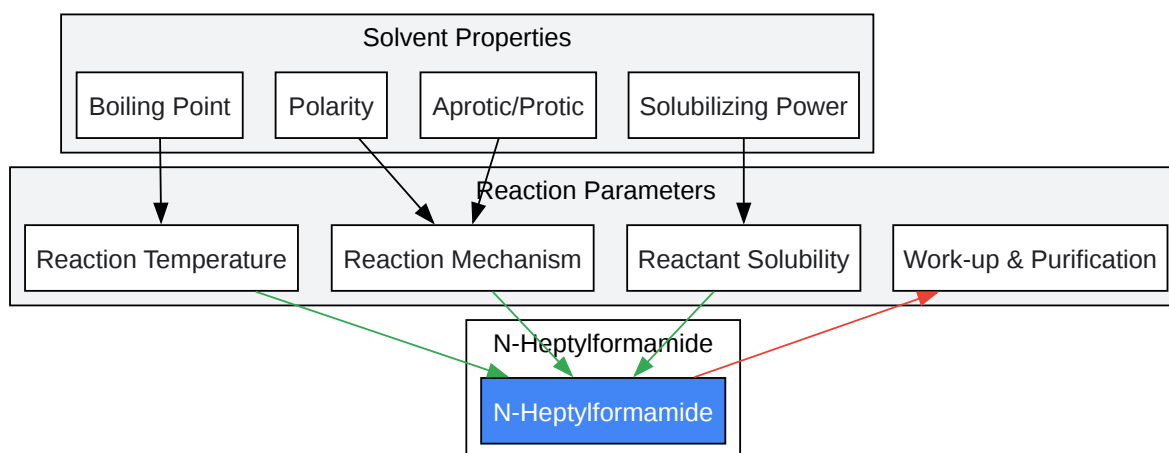 Solvent Properties
Boiling Point
Polarity
Aprotic/Protic
Solubilizing Power
Reaction Parameters
Reaction Temperature
Reaction Mechanism
Reactant Solubility
Work-up & Purification
N-Heptylformamide
N-Heptylformamide